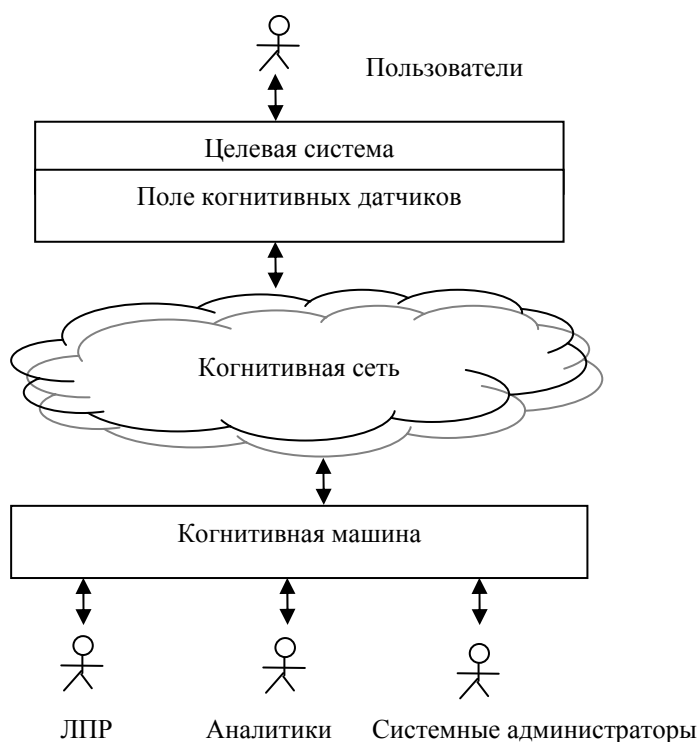 Пользователи
Целевая система
Поле когнитивных датчиков
Когнитивная сеть
Когнитивная машина
ЛПР Аналитики Системные администраторы